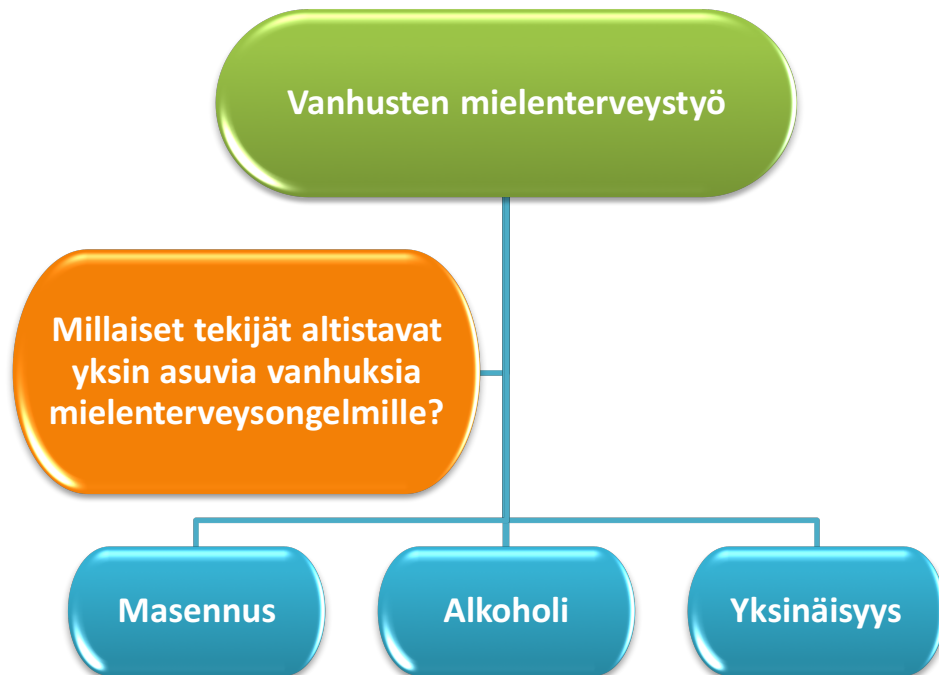 Vanhusten mielenterveystyö
Millaiset tekijät altistavat
yksin asuvia vanhuksia
mielenterveysongelmille?
Masennus
Alkoholi
Yksinäisyys